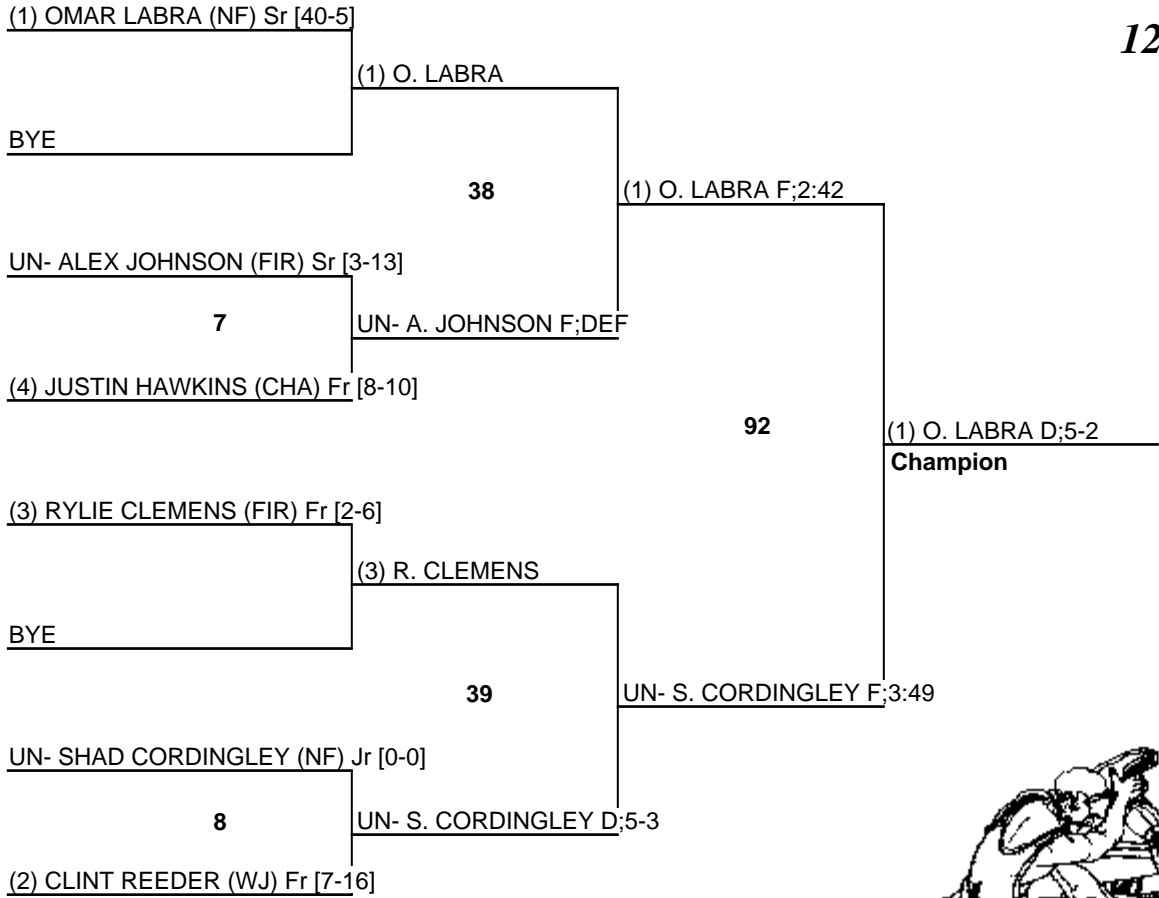 (1) OMAR LABRA (NF) Sr [40-5]
12
(1) O. LABRA
BYE
38
(1) O. LABRA F;2:42
UN- ALEX JOHNSON (FIR) Sr [3-13]
7
UN- A. JOHNSON F;DEF
(4) JUSTIN HAWKINS (CHA) Fr [8-10]
92
(1) O. LABRA D;5-2
Champion
(3) RYLIE CLEMENS (FIR) Fr [2-6]
(3) R. CLEMENS
BYE
39
UN- S. CORDINGLEY F;3:49
UN- SHAD CORDINGLEY (NF) Jr [0-0]
8
UN- S. CORDINGLEY D;5-3
(2) CLINT REEDER (WJ) Fr [7-16]